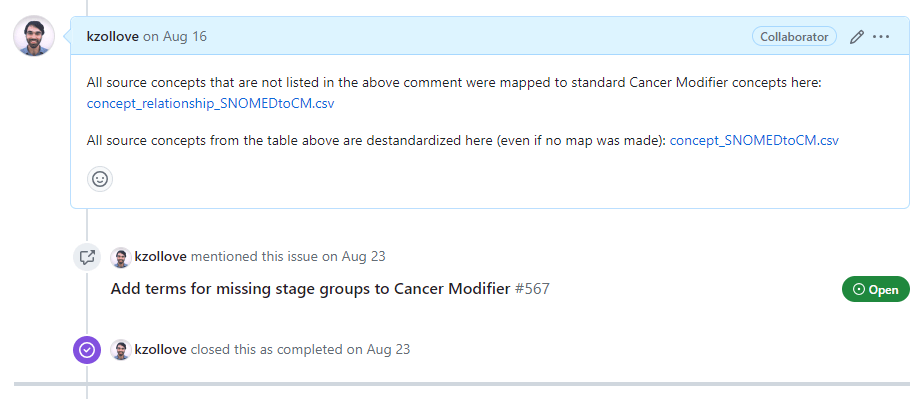 kzollove on Aug 16
Collaborator
All source concepts that are not listed in the above comment were mapped to standard Cancer Modifier concepts here:
concept_relationship_SNOMEDtoCM.csv
All source concepts from the table above are destandardized here (even if no map was made): concept_SNOMEDtoCM.csv
kzollove mentioned this issue on Aug 23
Add terms for missing stage groups to Cancer Modifier #567
Open
kzollove closed this as completed on Aug 23